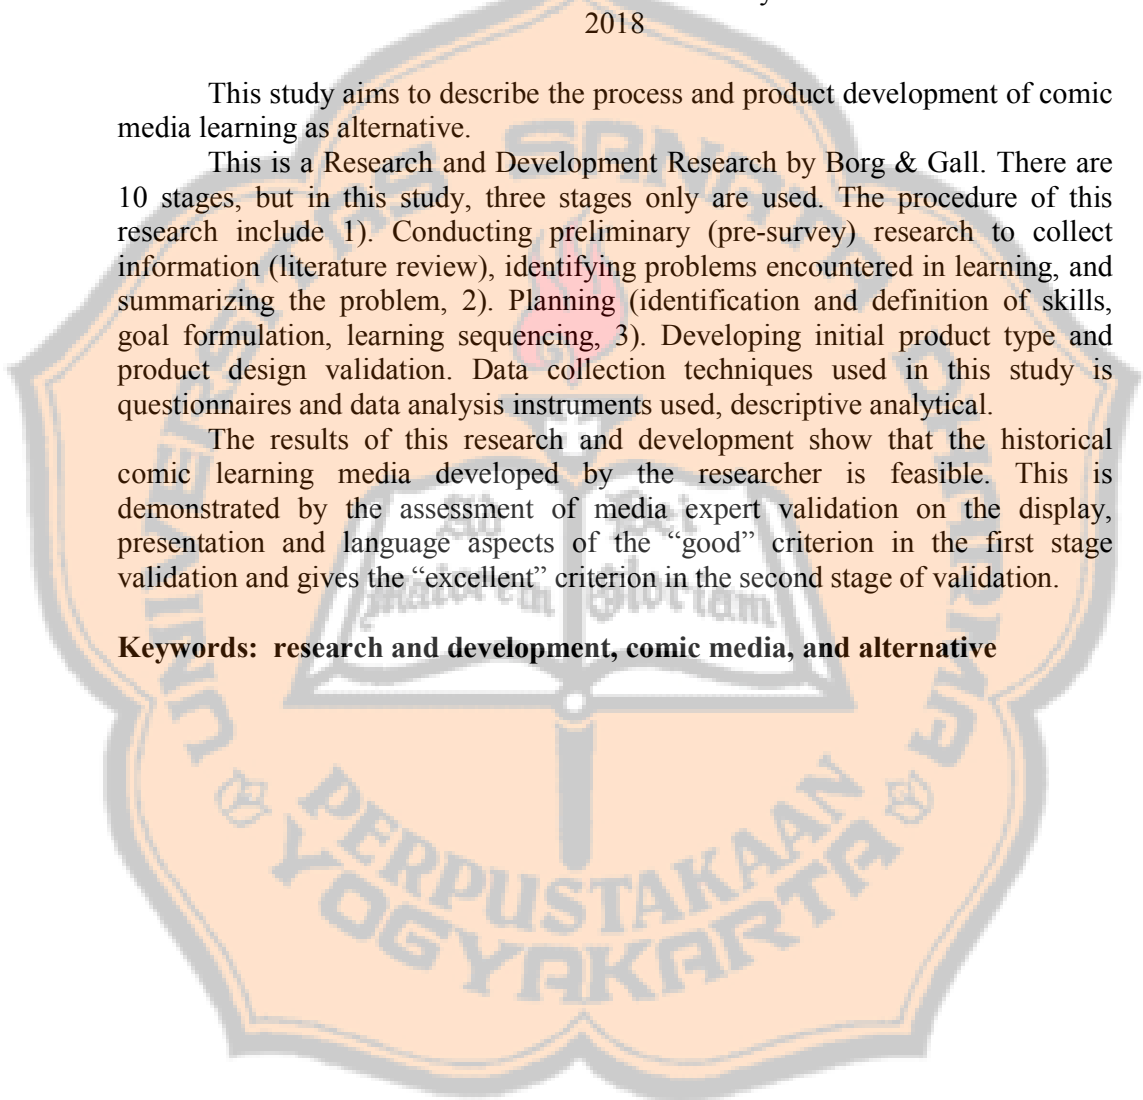 2018
This study aims to describe the process and product development of comic
media learning as alternative.
This is a Research and Development Research by Borg & Gall. There are
10 stages, but in this study, three stages only are used. The procedure of this
research include 1). Conducting preliminary (pre-survey) research to collect
information (literature review), identifying problems encountered in learning, and
summarizing the problem, 2). Planning (identification and definition of skills,
goal formulation, learning sequencing, 3). Developing initial product type and
product design validation. Data collection techniques used in this study is
questionnaires and data analysis instruments used, descriptive analytical.
The results of this research and development show that the historical
comic learning media developed by the researcher is feasible. This is
demonstrated by the assessment of media expert validation on the display,
presentation and language aspects of the “good” criterion in the first stage
validation and gives the “excellent” criterion in the second stage of validation.
Keywords: research and development, comic media, and alternative
UNIVERSITAS SANATA DHARMA
Ad Dei
maiorem Gloriam
PERPUSTAKAAN
YOGYAKARTA